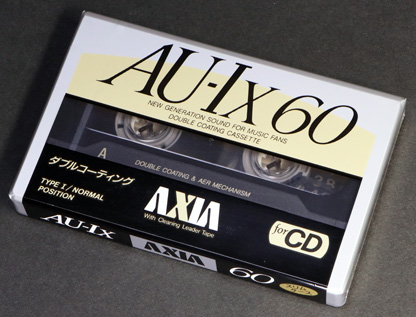 AU-Ix 60
NEW GENERATION SOUND FOR MUSIC FANS
DOUBLE COATING CASSETTE
A
DOUBLE COATING & AER MECHANISM
ダブルコーティング
TYPE I / NORMAL
POSITION
AXIA
With Cleaning Leader Tape
for CD
AU-Ix
AXIA
60